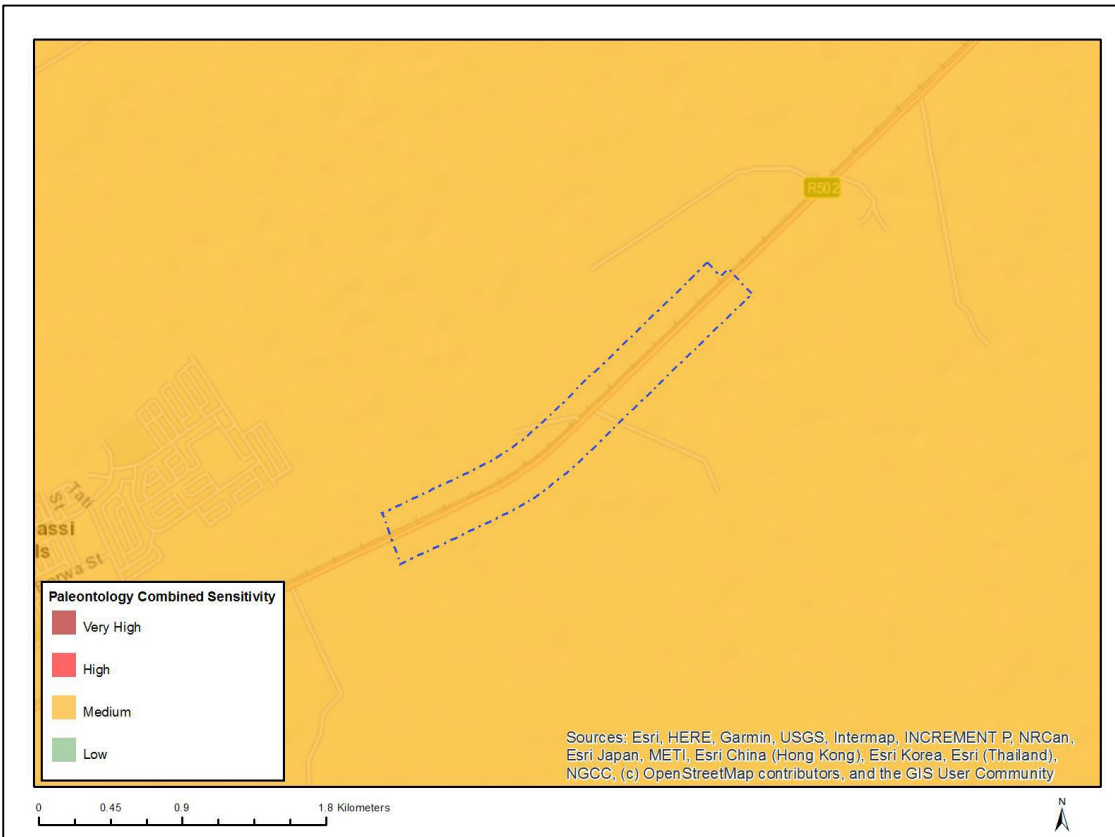 R502
Tati
St
assi
ls
St
Paleontology Combined Sensitivity
Very High
High
Medium
Low
Sources: Esri, HERE, Garmin, USGS, Intermap, INCREMENT P, NRCan,
Esri Japan, METI, Esri China (Hong Kong), Esri Korea, Esri (Thailand),
NGCC, (c) OpenStreetMap contributors, and the GIS User Community
0 0.45 0.9 1.8 Kilometers
N